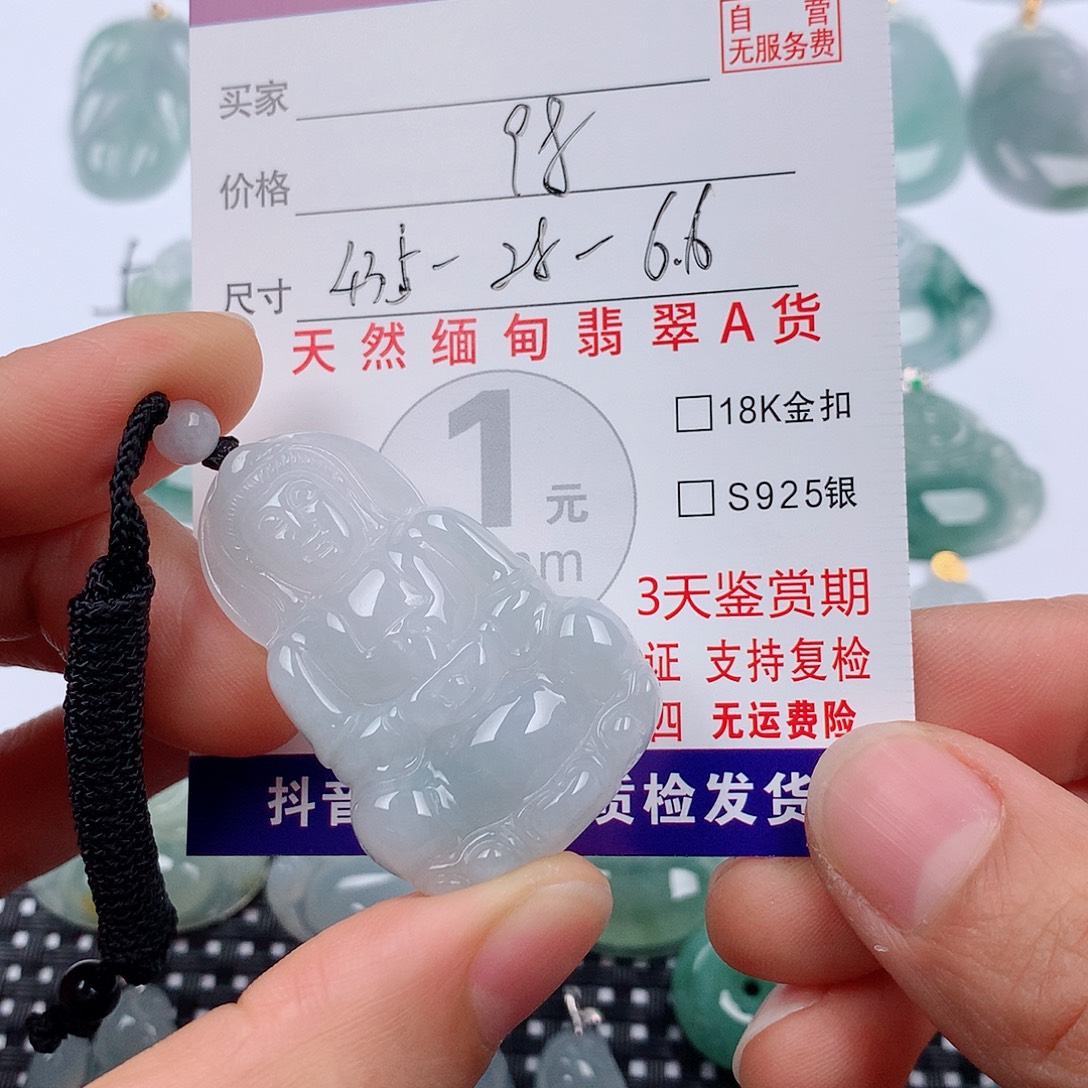 自营
无服务费
买家
价格 98
尺寸 43.5-28-6.6
天然缅甸翡翠A货
1元
□18K金扣
□S925银
3天鉴赏期
证 支持复检
四 无运费险
抖音 质检发货